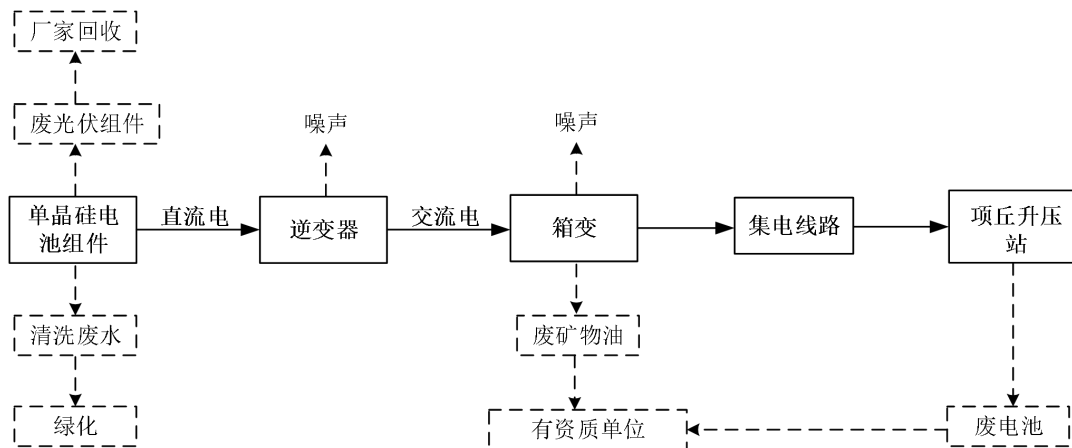 厂家回收
废光伏组件
噪声
噪声
单晶硅电
池组件
直流电
逆变器
交流电
箱变
集电线路
项丘升压
站
清洗废水
废矿物油
绿化
有资质单位
废电池